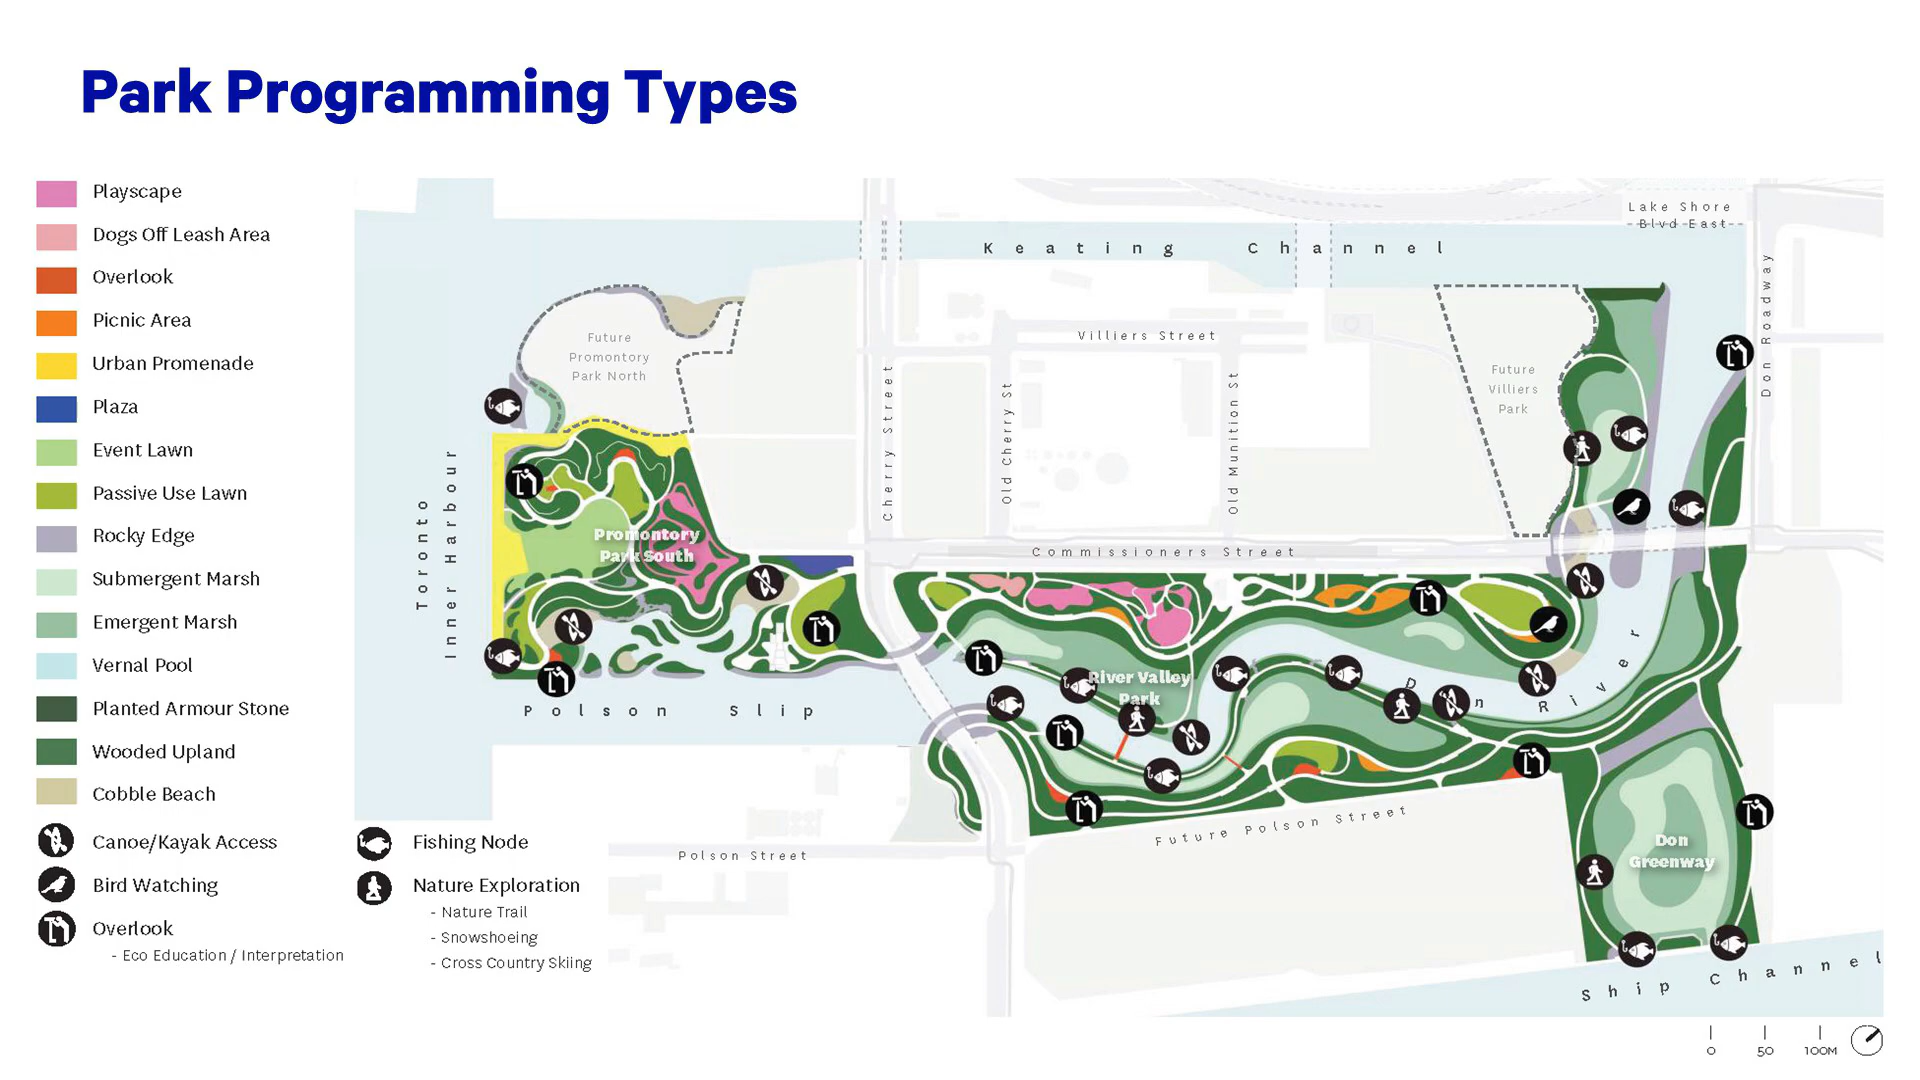 Park Programming Types
Playscape
Dogs Off Leash Area
Overlook
Picnic Area
Urban Promenade
Plaza
Event Lawn
Passive Use Lawn
Rocky Edge
Submergent Marsh
Emergent Marsh
Vernal Pool
Planted Armour Stone
Wooded Upland
Cobble Beach
Canoe/Kayak Access
Bird Watching
Overlook
- Eco Education / Interpretation
Fishing Node
Nature Exploration
- Nature Trail
- Snowshoeing
- Cross Country Skiing
Lake Shore
Blvd East
Keating Channel
Don Roadway
Villiers Street
Future
Promontory
Park North
Future
Villiers
Park
Cherry Street
Old Cherry St
Old Munition St
Toronto
Inner Harbour
Promontory
Park South
Commissioners Street
River Valley
Park
Don River
Polson Slip
Future Polson Street
Polson Street
Don
Greenway
Ship Channel
0 50 100M